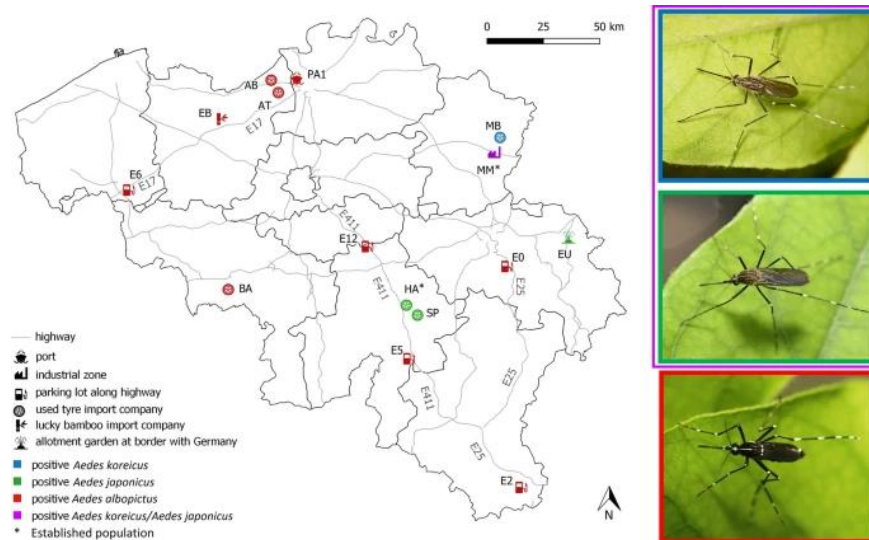 0 25 50 km
PA1
AB
AT
EB
E17
MB
MM*
E6
E17
E411
E12
E0
EU
E25
HA*
BA
SP
E411
E5
E25
E411
E25
E2
N
highway
port
industrial zone
parking lot along highway
used tyre import company
lucky bamboo import company
allotment garden at border with Germany
positive Aedes koreicus
positive Aedes japonicus
positive Aedes albopictus
positive Aedes koreicus/Aedes japonicus
* Established population